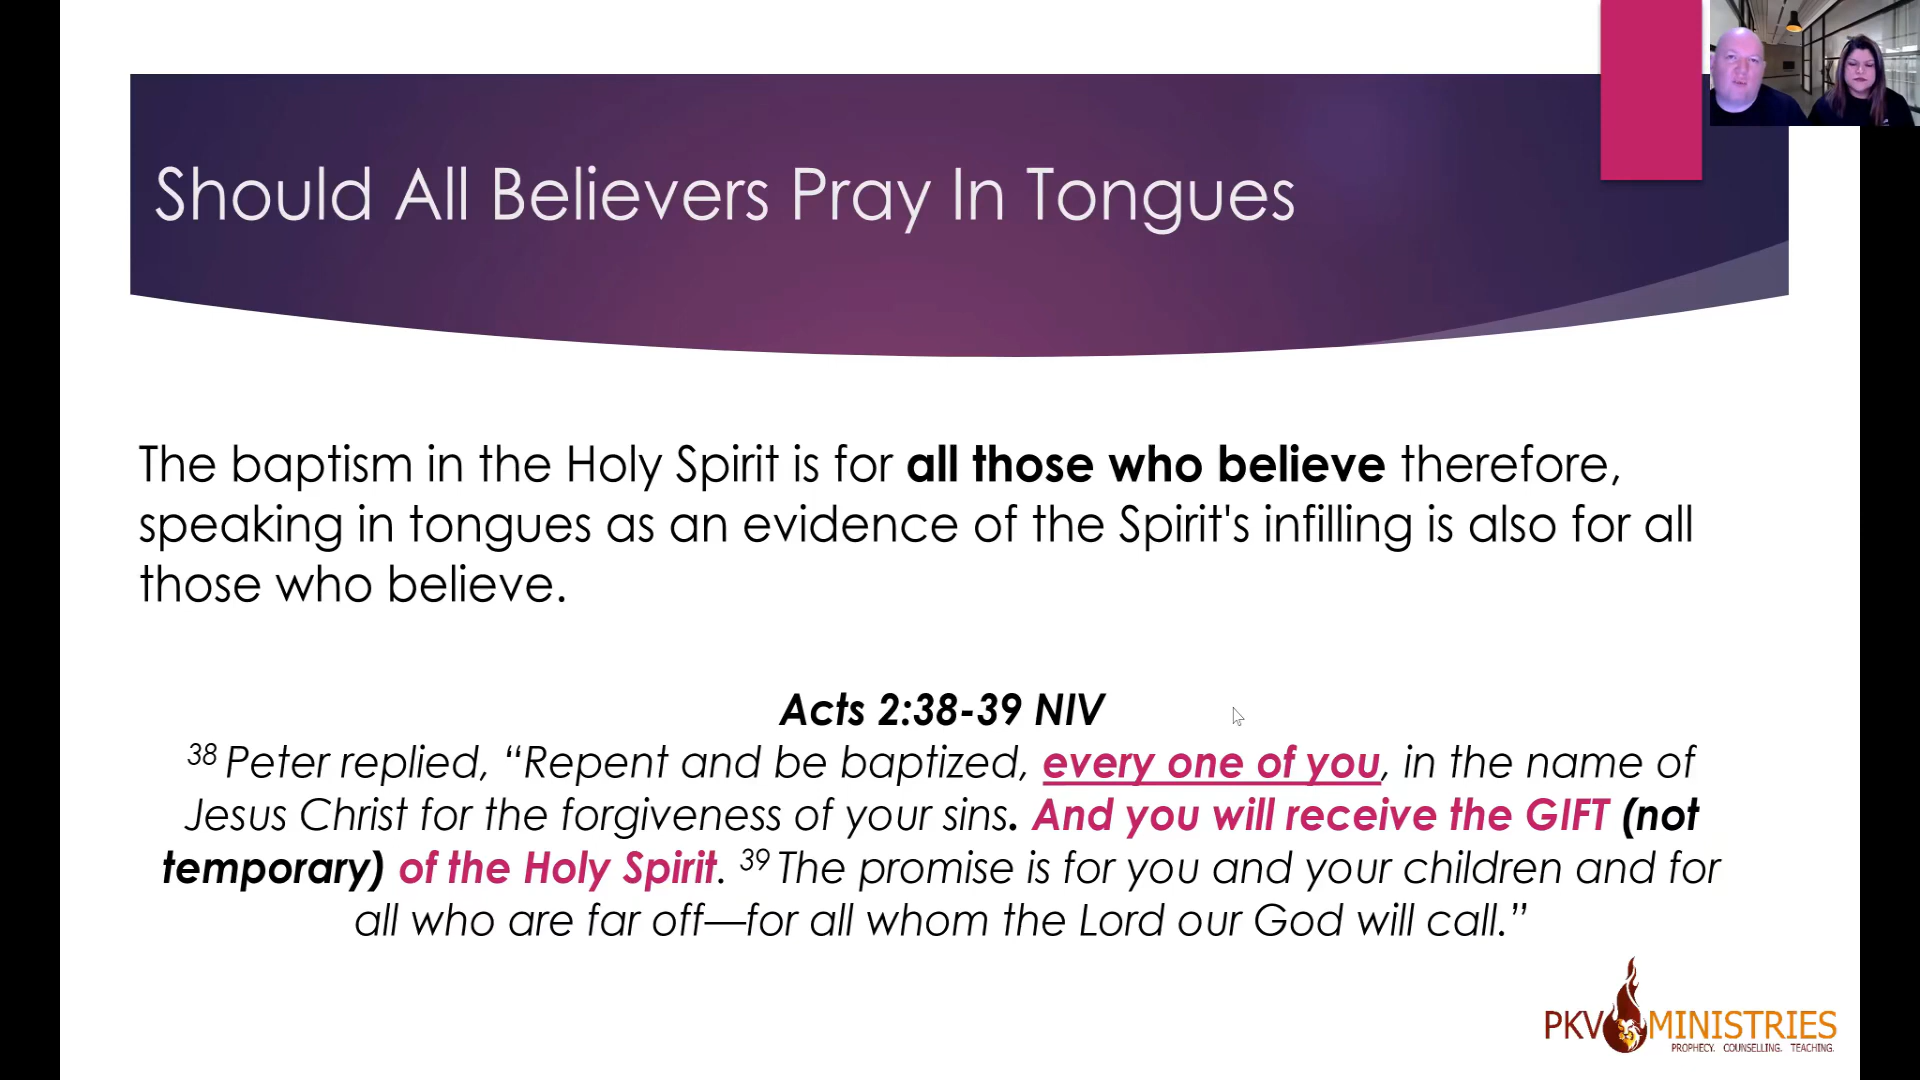 Should All Believers Pray In Tongues
The baptism in the Holy Spirit is for all those who believe therefore,
speaking in tongues as an evidence of the Spirit's infilling is also for all
those who believe.
Acts 2:38-39 NIV
38 Peter replied, “Repent and be baptized, every one of you, in the name of
Jesus Christ for the forgiveness of your sins. And you will receive the GIFT (not
temporary) of the Holy Spirit. 39 The promise is for you and your children and for
all who are far off—for all whom the Lord our God will call.”
PKV MINISTRIES
PROPHECY. COUNSELLING. TEACHING.